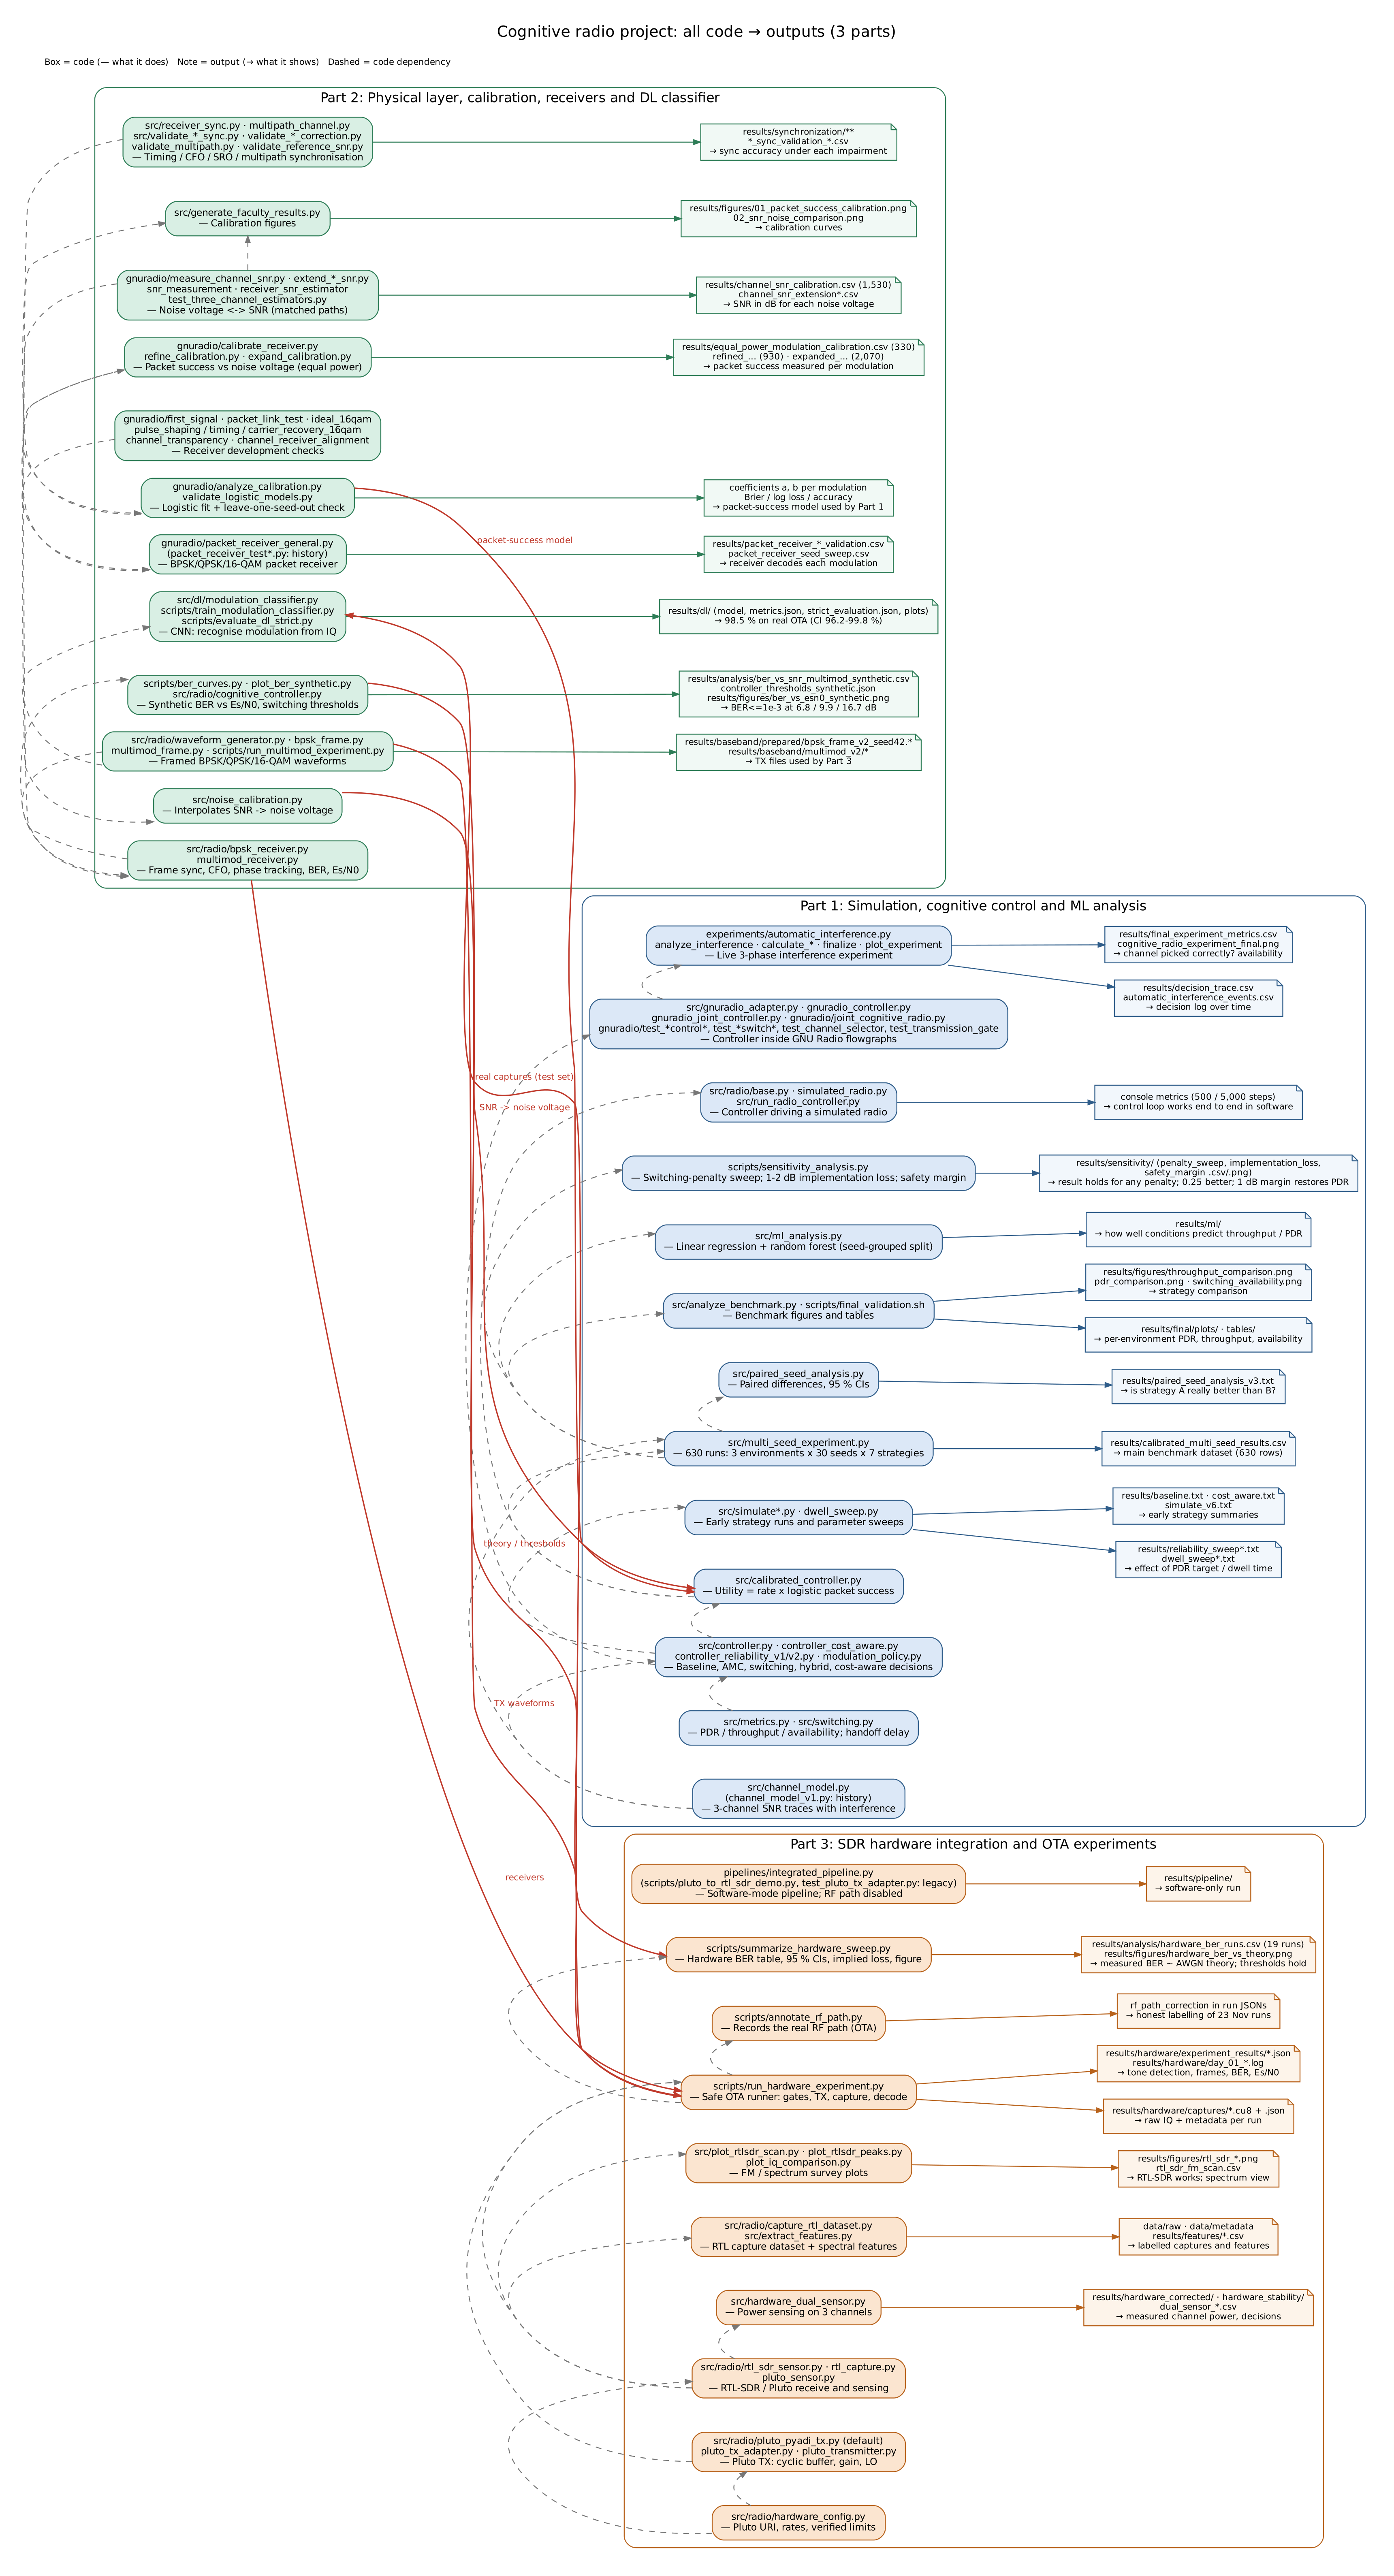 Cognitive radio project: all code → outputs (3 parts)
Box = code (— what it does)   Note = output (→ what it shows)   Dashed = code dependency
Part 2: Physical layer, calibration, receivers and DL classifier
src/receiver_sync.py · multipath_channel.py
src/validate_*_sync.py · validate_*_correction.py
validate_multipath.py · validate_reference_snr.py
— Timing / CFO / SRO / multipath synchronisation
results/synchronization/**
*_sync_validation_*.csv
→ sync accuracy under each impairment
src/generate_faculty_results.py
— Calibration figures
results/figures/01_packet_success_calibration.png
02_snr_noise_comparison.png
→ calibration curves
gnuradio/measure_channel_snr.py · extend_*_snr.py
snr_measurement · receiver_snr_estimator
test_three_channel_estimators.py
— Noise voltage <-> SNR (matched paths)
results/channel_snr_calibration.csv (1,530)
channel_snr_extension*.csv
→ SNR in dB for each noise voltage
gnuradio/calibrate_receiver.py
refine_calibration.py · expand_calibration.py
— Packet success vs noise voltage (equal power)
results/equal_power_modulation_calibration.csv (330)
refined_... (930) · expanded_... (2,070)
→ packet success measured per modulation
gnuradio/first_signal · packet_link_test · ideal_16qam
pulse_shaping / timing / carrier_recovery_16qam
channel_transparency · channel_receiver_alignment
— Receiver development checks
gnuradio/analyze_calibration.py
validate_logistic_models.py
— Logistic fit + leave-one-seed-out check
coefficients a, b per modulation
Brier / log loss / accuracy
→ packet-success model used by Part 1
packet-success model
gnuradio/packet_receiver_general.py
(packet_receiver_test*.py: history)
— BPSK/QPSK/16-QAM packet receiver
results/packet_receiver_*_validation.csv
packet_receiver_seed_sweep.csv
→ receiver decodes each modulation
src/dl/modulation_classifier.py
scripts/train_modulation_classifier.py
scripts/evaluate_dl_strict.py
— CNN: recognise modulation from IQ
results/dl/ (model, metrics.json, strict_evaluation.json, plots)
→ 98.5 % on real OTA (CI 96.2-99.8 %)
scripts/ber_curves.py · plot_ber_synthetic.py
src/radio/cognitive_controller.py
— Synthetic BER vs Es/N0, switching thresholds
results/analysis/ber_vs_snr_multimod_synthetic.csv
controller_thresholds_synthetic.json
results/figures/ber_vs_esn0_synthetic.png
→ BER<=1e-3 at 6.8 / 9.9 / 16.7 dB
src/radio/waveform_generator.py · bpsk_frame.py
multimod_frame.py · scripts/run_multimod_experiment.py
— Framed BPSK/QPSK/16-QAM waveforms
results/baseband/prepared/bpsk_frame_v2_seed42.*
results/baseband/multimod_v2/*
→ TX files used by Part 3
src/noise_calibration.py
— Interpolates SNR -> noise voltage
src/radio/bpsk_receiver.py
multimod_receiver.py
— Frame sync, CFO, phase tracking, BER, Es/N0
Part 1: Simulation, cognitive control and ML analysis
experiments/automatic_interference.py
analyze_interference · calculate_* · finalize · plot_experiment
— Live 3-phase interference experiment
results/final_experiment_metrics.csv
cognitive_radio_experiment_final.png
→ channel picked correctly? availability
results/decision_trace.csv
automatic_interference_events.csv
→ decision log over time
src/gnuradio_adapter.py · gnuradio_controller.py
gnuradio_joint_controller.py · gnuradio/joint_cognitive_radio.py
gnuradio/test_*control*, test_*switch*, test_channel_selector, test_transmission_gate
— Controller inside GNU Radio flowgraphs
real captures (test set)
src/radio/base.py · simulated_radio.py
src/run_radio_controller.py
— Controller driving a simulated radio
console metrics (500 / 5,000 steps)
→ control loop works end to end in software
SNR -> noise voltage
scripts/sensitivity_analysis.py
— Switching-penalty sweep; 1-2 dB implementation loss; safety margin
results/sensitivity/ (penalty_sweep, implementation_loss,
safety_margin .csv/.png)
→ result holds for any penalty; 0.25 better; 1 dB margin restores PDR
src/ml_analysis.py
— Linear regression + random forest (seed-grouped split)
results/ml/
→ how well conditions predict throughput / PDR
src/analyze_benchmark.py · scripts/final_validation.sh
— Benchmark figures and tables
results/figures/throughput_comparison.png
pdr_comparison.png · switching_availability.png
→ strategy comparison
results/final/plots/ · tables/
→ per-environment PDR, throughput, availability
src/paired_seed_analysis.py
— Paired differences, 95 % CIs
results/paired_seed_analysis_v3.txt
→ is strategy A really better than B?
src/multi_seed_experiment.py
— 630 runs: 3 environments x 30 seeds x 7 strategies
results/calibrated_multi_seed_results.csv
→ main benchmark dataset (630 rows)
src/simulate*.py · dwell_sweep.py
— Early strategy runs and parameter sweeps
results/baseline.txt · cost_aware.txt
simulate_v6.txt
→ early strategy summaries
results/reliability_sweep*.txt
dwell_sweep*.txt
→ effect of PDR target / dwell time
theory / thresholds
src/calibrated_controller.py
— Utility = rate x logistic packet success
src/controller.py · controller_cost_aware.py
controller_reliability_v1/v2.py · modulation_policy.py
— Baseline, AMC, switching, hybrid, cost-aware decisions
TX waveforms
src/metrics.py · src/switching.py
— PDR / throughput / availability; handoff delay
src/channel_model.py
(channel_model_v1.py: history)
— 3-channel SNR traces with interference
Part 3: SDR hardware integration and OTA experiments
pipelines/integrated_pipeline.py
(scripts/pluto_to_rtl_sdr_demo.py, test_pluto_tx_adapter.py: legacy)
— Software-mode pipeline; RF path disabled
results/pipeline/
→ software-only run
receivers
scripts/summarize_hardware_sweep.py
— Hardware BER table, 95 % CIs, implied loss, figure
results/analysis/hardware_ber_runs.csv (19 runs)
results/figures/hardware_ber_vs_theory.png
→ measured BER ~ AWGN theory; thresholds hold
scripts/annotate_rf_path.py
— Records the real RF path (OTA)
rf_path_correction in run JSONs
→ honest labelling of 23 Nov runs
scripts/run_hardware_experiment.py
— Safe OTA runner: gates, TX, capture, decode
results/hardware/experiment_results/*.json
results/hardware/day_01_*.log
→ tone detection, frames, BER, Es/N0
results/hardware/captures/*.cu8 + .json
→ raw IQ + metadata per run
src/plot_rtlsdr_scan.py · plot_rtlsdr_peaks.py
plot_iq_comparison.py
— FM / spectrum survey plots
results/figures/rtl_sdr_*.png
rtl_sdr_fm_scan.csv
→ RTL-SDR works; spectrum view
src/radio/capture_rtl_dataset.py
src/extract_features.py
— RTL capture dataset + spectral features
data/raw · data/metadata
results/features/*.csv
→ labelled captures and features
src/hardware_dual_sensor.py
— Power sensing on 3 channels
results/hardware_corrected/ · hardware_stability/
dual_sensor_*.csv
→ measured channel power, decisions
src/radio/rtl_sdr_sensor.py · rtl_capture.py
pluto_sensor.py
— RTL-SDR / Pluto receive and sensing
src/radio/pluto_pyadi_tx.py (default)
pluto_tx_adapter.py · pluto_transmitter.py
— Pluto TX: cyclic buffer, gain, LO
src/radio/hardware_config.py
— Pluto URI, rates, verified limits